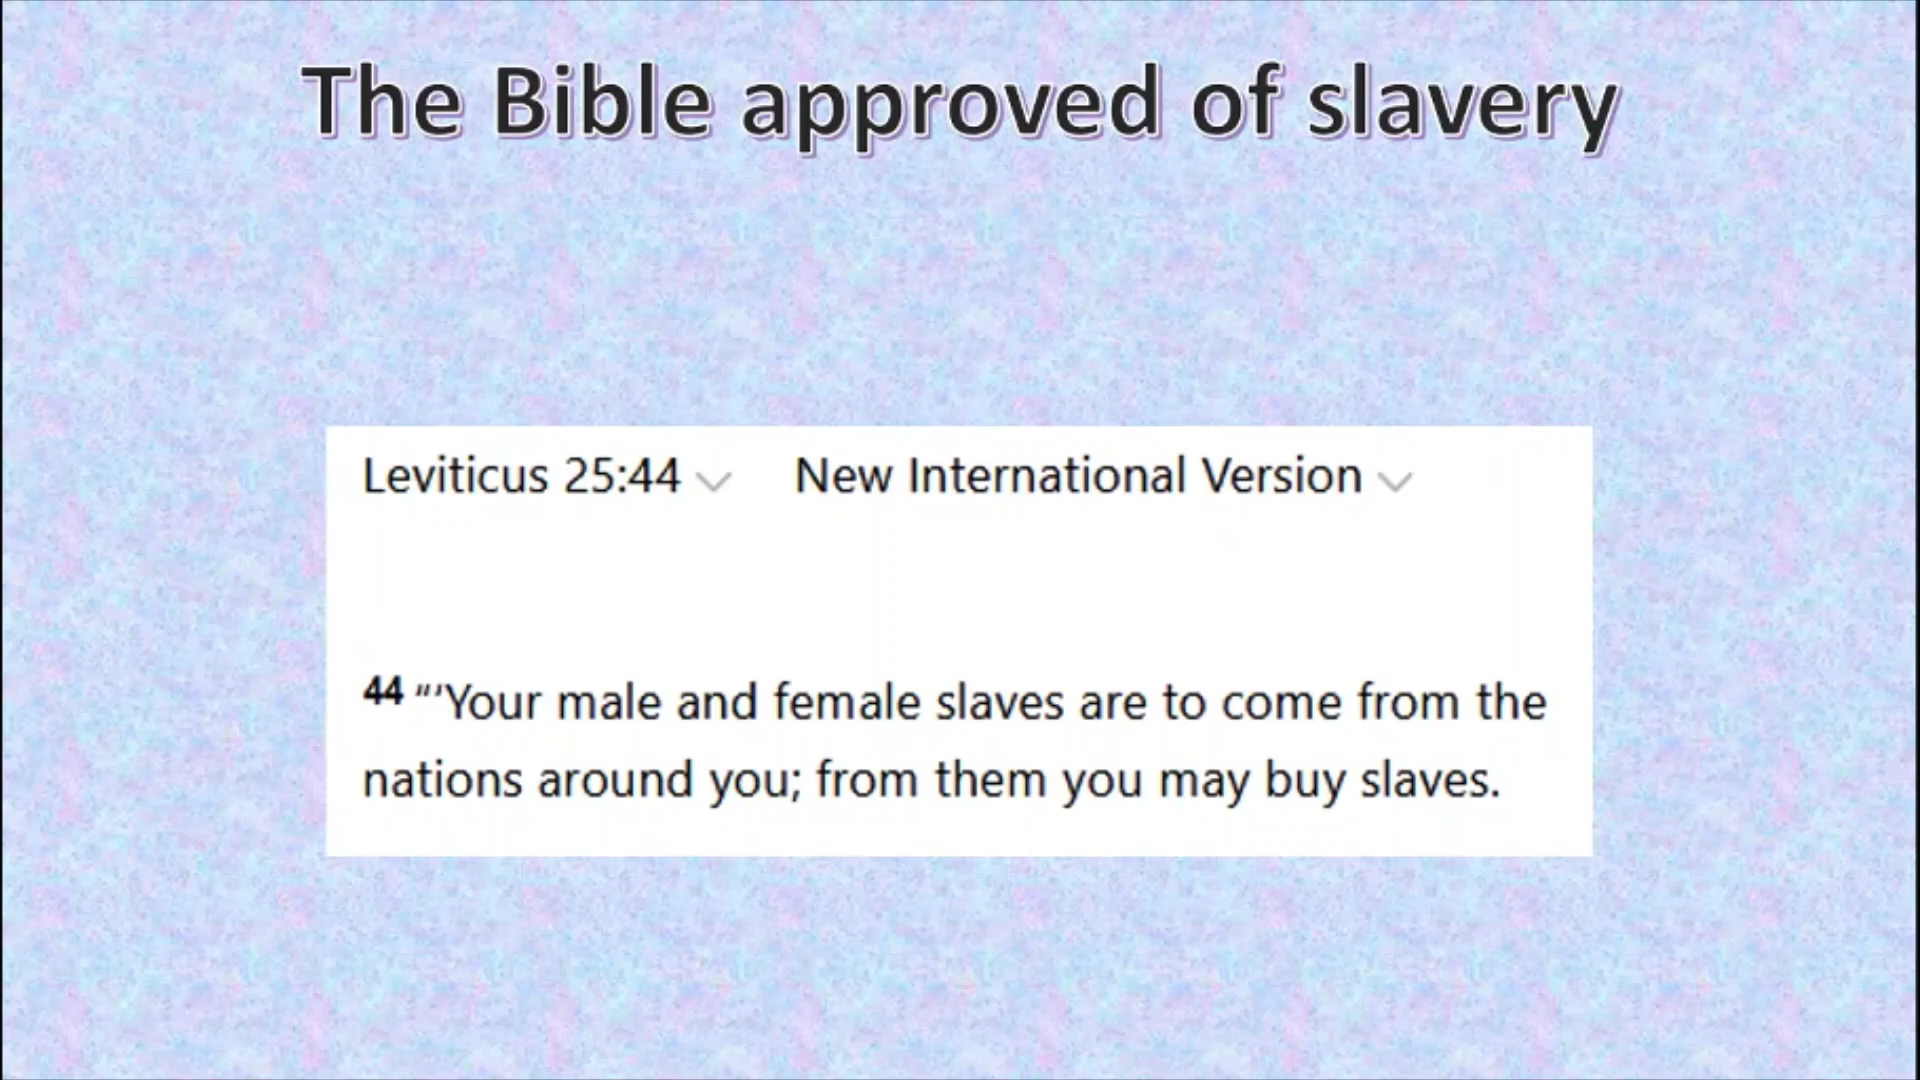 The Bible approved of slavery
Leviticus 25:44 New International Version
44 “‘Your male and female slaves are to come from the
nations around you; from them you may buy slaves.